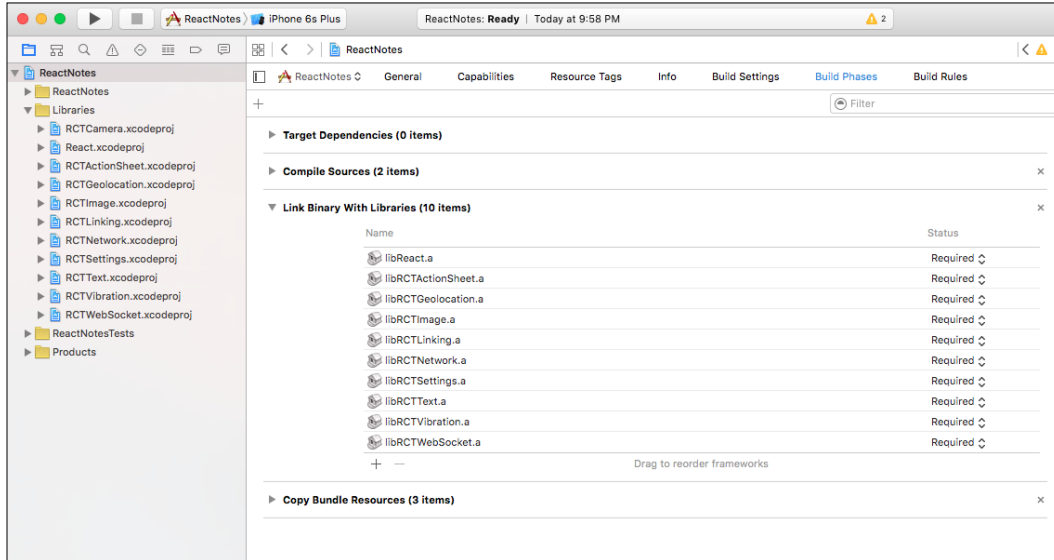 ReactNotes iPhone 6s Plus ReactNotes: Ready | Today at 9:58 PM 2
ReactNotes
ReactNotes
ReactNotes
Libraries
RCTCamera.xcodeproj
React.xcodeproj
RCTActionSheet.xcodeproj
RCTGeolocation.xcodeproj
RCTImage.xcodeproj
RCTLinking.xcodeproj
RCTNetwork.xcodeproj
RCTSettings.xcodeproj
RCTText.xcodeproj
RCTVibration.xcodeproj
RCTWebSocket.xcodeproj
ReactNotesTests
Products
ReactNotes General Capabilities Resource Tags Info Build Settings Build Phases Build Rules
Filter
Target Dependencies (0 items)
Compile Sources (2 items)
Link Binary With Libraries (10 items)
Name Status
libReact.a Required
libRCTActionSheet.a Required
libRCTGeolocation.a Required
libRCTImage.a Required
libRCTLinking.a Required
libRCTNetwork.a Required
libRCTSettings.a Required
libRCTText.a Required
libRCTVibration.a Required
libRCTWebSocket.a Required
Drag to reorder frameworks
Copy Bundle Resources (3 items)